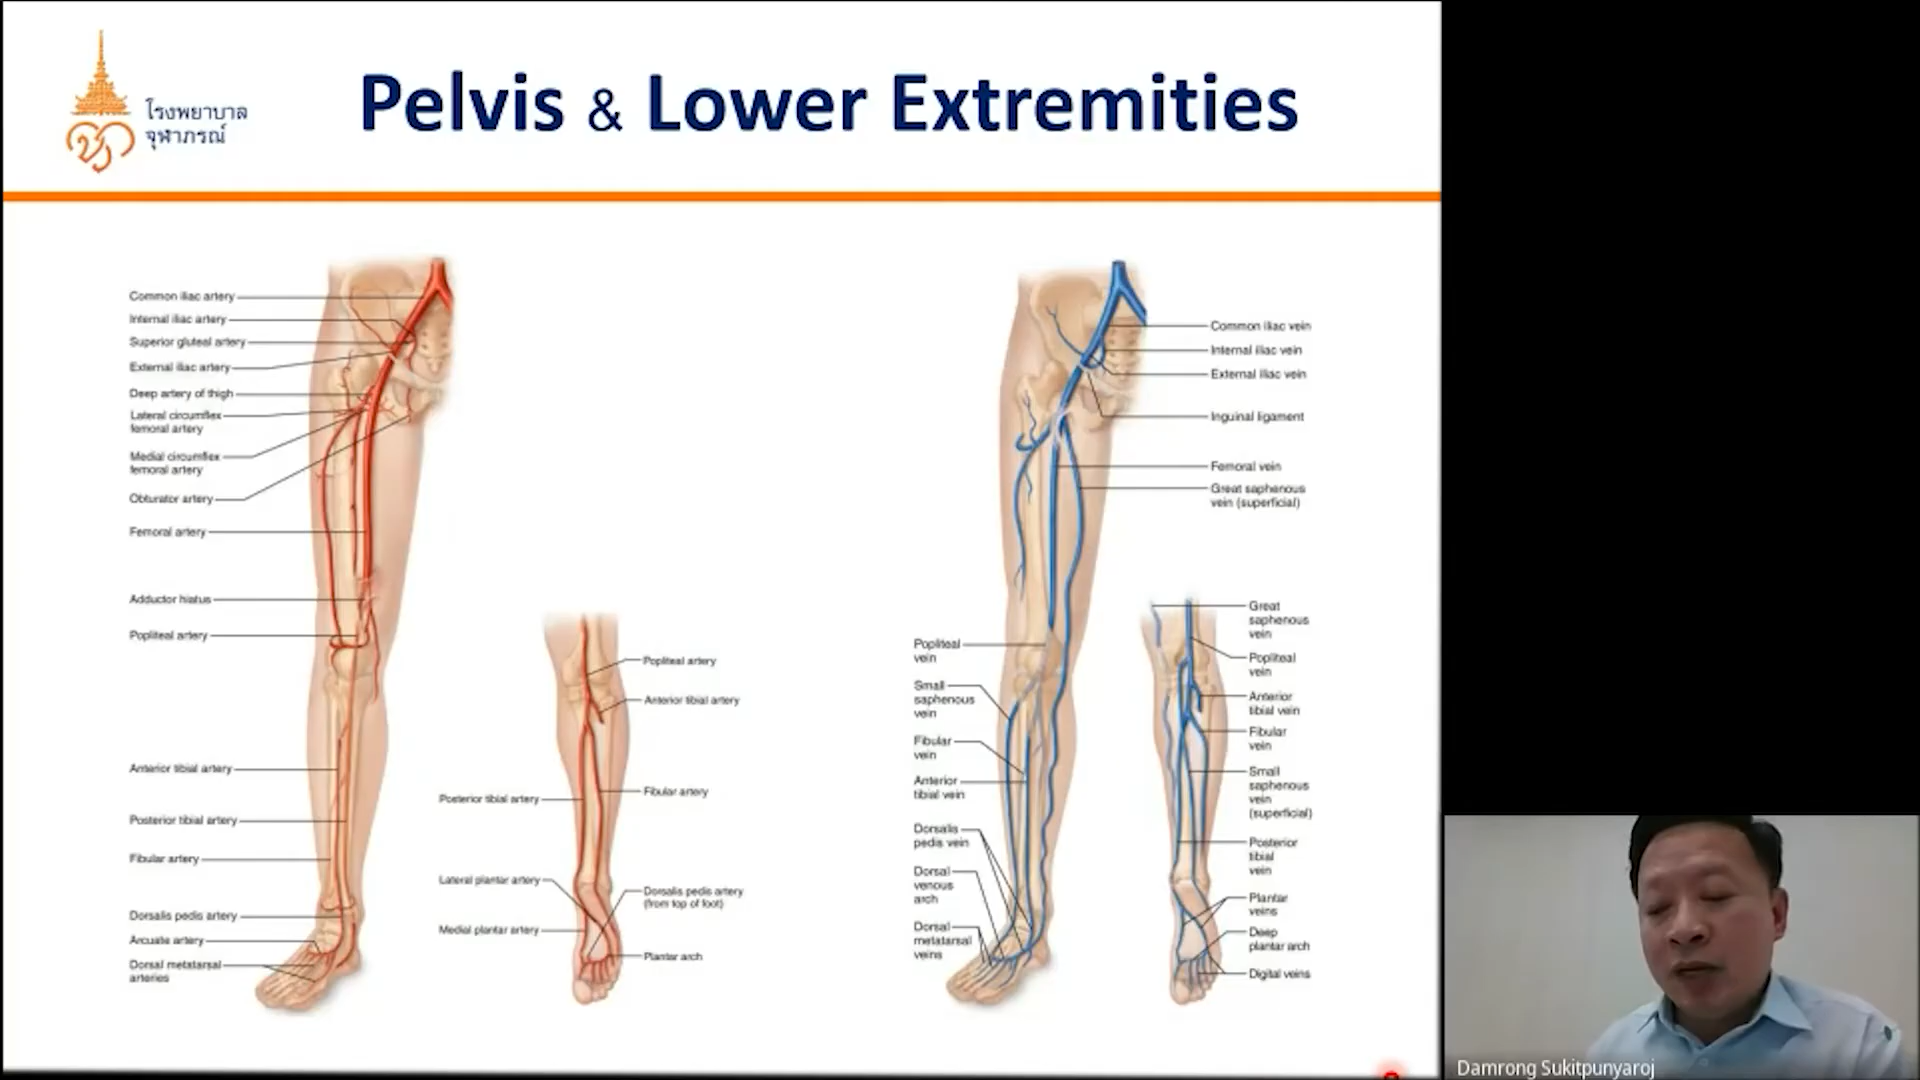 โรงพยาบาล
จุฬาภรณ์
Pelvis & Lower Extremities
Common iliac artery
Internal iliac artery
Superior gluteal artery
External iliac artery
Deep artery of thigh
Lateral circumflex
femoral artery
Medial circumflex
femoral artery
Obturator artery
Femoral artery
Adductor hiatus
Popliteal artery
Anterior tibial artery
Posterior tibial artery
Fibular artery
Dorsalis pedis artery
Arcuate artery
Dorsal metatarsal
arteries
Popliteal artery
Anterior tibial artery
Posterior tibial artery
Fibular artery
Lateral plantar artery
Dorsalis pedis artery
(from top of foot)
Medial plantar artery
Plantar arch
Common iliac vein
Internal iliac vein
External iliac vein
Inguinal ligament
Femoral vein
Great saphenous
vein (superficial)
Popliteal
vein
Small
saphenous
vein
Fibular
vein
Anterior
tibial vein
Dorsalis
pedis vein
Dorsal
venous
arch
Dorsal
metatarsal
veins
Great
saphenous
vein
Popliteal
vein
Anterior
tibial vein
Fibular
vein
Small
saphenous
vein
(superficial)
Posterior
tibial
vein
Plantar
veins
Deep
plantar arch
Digital veins
Damrong Sukitpunyaroj